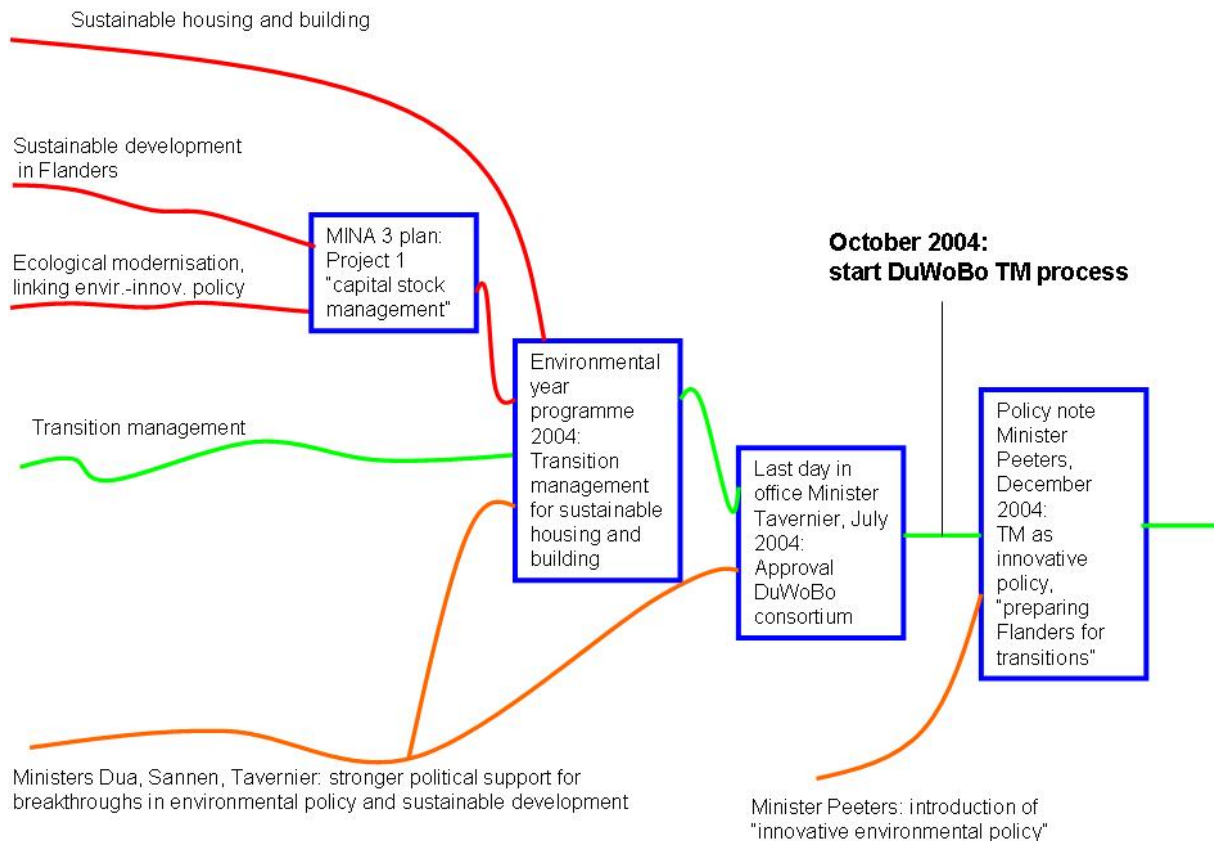 Sustainable housing and building
Sustainable development
in Flanders
Ecological modernisation,
linking envir.-innov. policy
MINA 3 plan:
Project 1
"capital stock
management"
Transition management
Environmental
year
programme
2004:
Transition
management
for sustainable
housing and
building
October 2004:
start DuWoBo TM process
Last day in
office Minister
Tavernier, July
2004:
Approval
DuWoBo
consortium
Policy note
Minister
Peeters,
December
2004:
TM as
innovative
policy,
"preparing
Flanders for
transitions"
Ministers Dua, Sannen, Tavernier: stronger political support for
breakthroughs in environmental policy and sustainable development
Minister Peeters: introduction of
"innovative environmental policy"